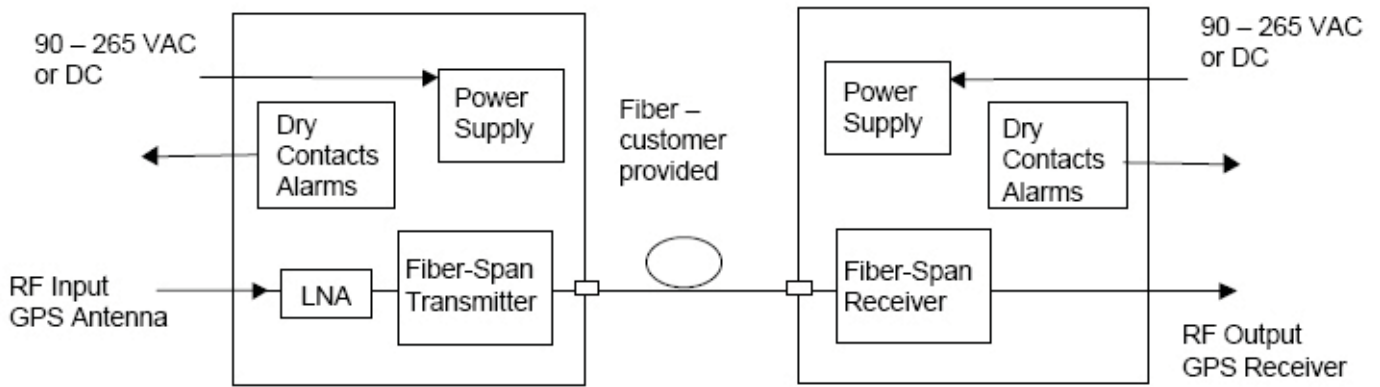 90 – 265 VAC
or DC
Power
Supply
Dry
Contacts
Alarms
RF Input
GPS Antenna
LNA
Fiber-Span
Transmitter
Fiber –
customer
provided
90 – 265 VAC
or DC
Power
Supply
Dry
Contacts
Alarms
Fiber-Span
Receiver
RF Output
GPS Receiver